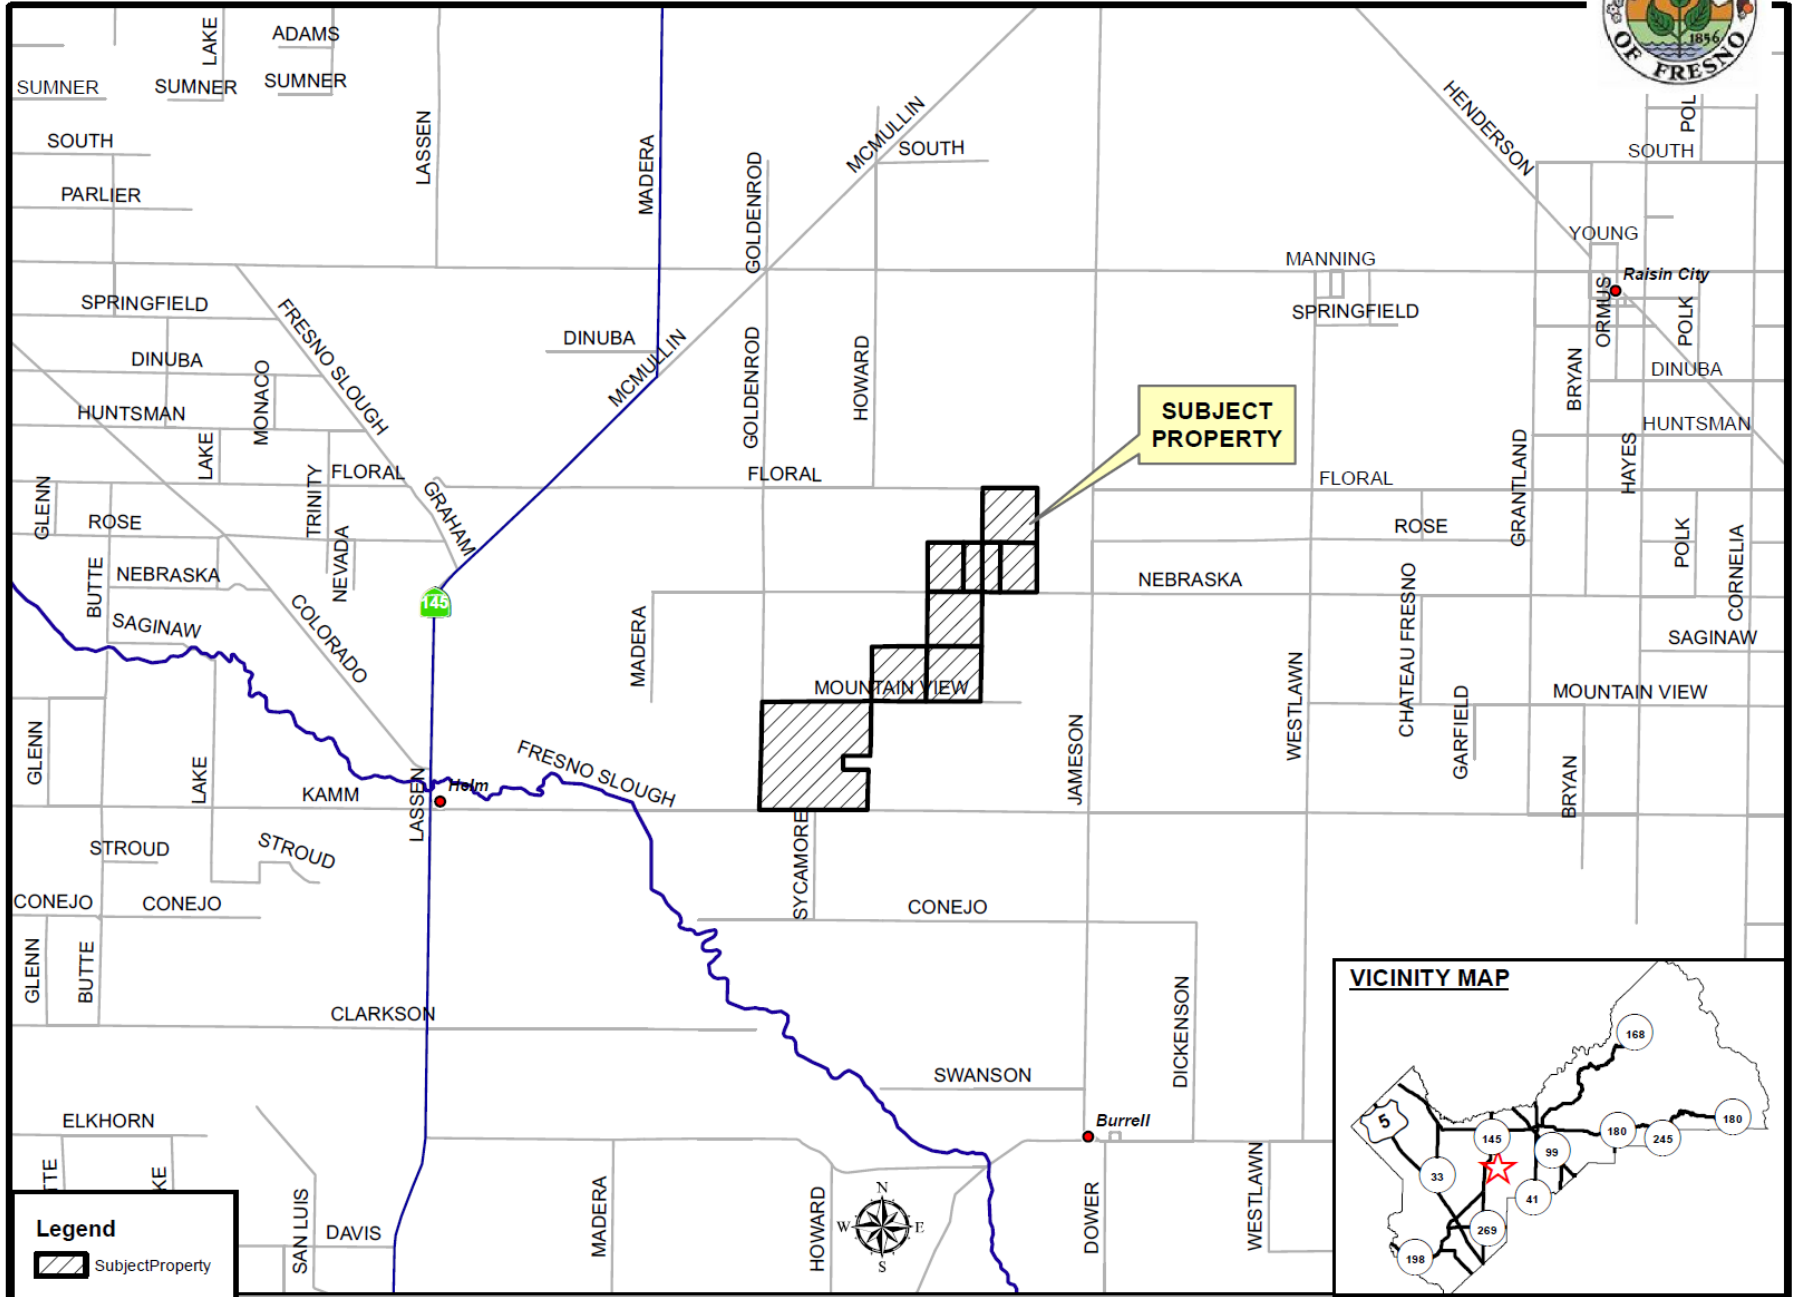 ADAMS
LAKE
SUMNER
SUMNER
SUMNER
1856
OF FRESNO
HENDERSON
POL
MCMULLIN
LASSEN
MADERA
SOUTH
SOUTH
SOUTH
GOLDENROD
PARLIER
YOUNG
MANNING
Raisin City
SPRINGFIELD
FRESNO SLOUGH
SPRINGFIELD
ORMUS
POLK
DINUBA
MCMULLIN
GOLDENROD
HOWARD
DINUBA
MONACO
BRYAN
DINUBA
SUBJECT
PROPERTY
HUNTSMAN
HUNTSMAN
LAKE
GRANTLAND
HAYES
TRINITY
FLORAL
FLORAL
FLORAL
GLENN
GRAHAM
ROSE
ROSE
POLK
CORNELIA
NEVADA
BUTTE
NEBRASKA
NEBRASKA
145
COLORADO
CHATEAU FRESNO
SAGINAW
SAGINAW
MADERA
WESTLAWN
MOUNTAIN VIEW
MOUNTAIN VIEW
GARFIELD
GLENN
LAKE
FRESNO SLOUGH
JAMESON
BRYAN
KAMM
LASSEN
Helm
SYCAMORE
STROUD
STROUD
CONEJO
CONEJO
CONEJO
GLENN
BUTTE
DICKENSON
VICINITY MAP
CLARKSON
168
SWANSON
ELKHORN
Burrell
5
145
180
245
180
99
33
41
269
198
TTE
KE
SAN LUIS
MADERA
HOWARD
N
W
E
S
DOWER
WESTLAWN
DAVIS
Legend
SubjectProperty